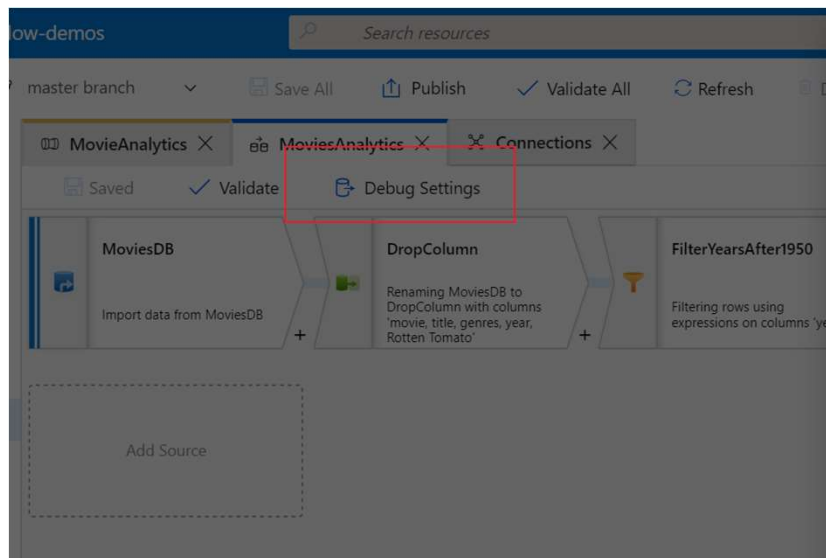 low-demos
Search resources
master branch
Save All
Publish
Validate All
Refresh
MovieAnalytics
MoviesAnalytics
Connections
Saved
Validate
Debug Settings
MoviesDB
Import data from MoviesDB
+
DropColumn
Renaming MoviesDB to
DropColumn with columns
'movie, title, genres, year,
Rotten Tomato'
+
FilterYearsAfter1950
Filtering rows using
expressions on columns 'ye
Add Source